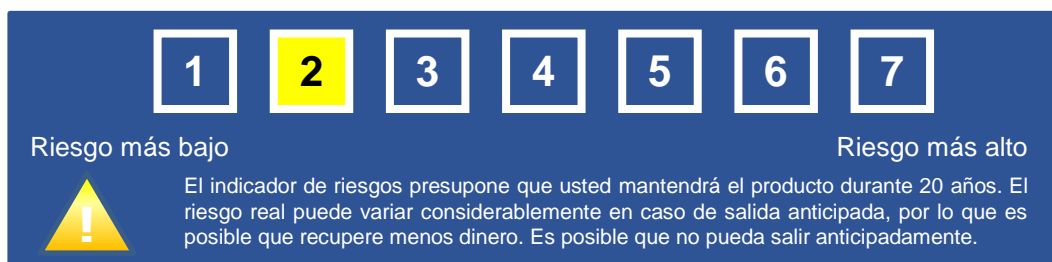 1 2 3 4 5 6 7
Riesgo más bajo Riesgo más alto
El indicador de riesgos presupone que usted mantendrá el producto durante 20 años. El
riesgo real puede variar considerablemente en caso de salida anticipada, por lo que es
posible que recupere menos dinero. Es posible que no pueda salir anticipadamente.
!